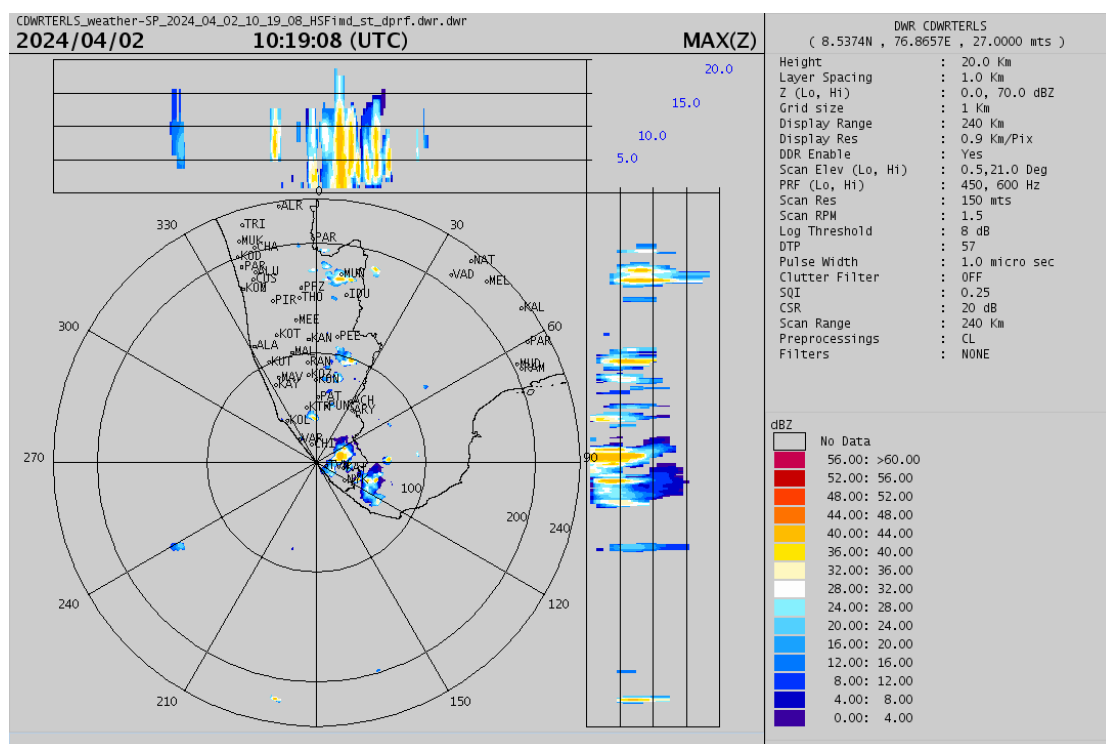 CDWRTERLS_weather-SP_2024_04_02_10_19_08_HSFimd_st_dprf.dwr.dwr
2024/04/02 10:19:08 (UTC) MAX(Z)
20.0
15.0
10.0
5.0
0
330
30
300
60
270
90
240
120
210
150
100
200
240
ALR
TRI
PAR
MUK
CHA
KOD
PAR
ALU
COS
KOM
MUN
NAT
VAD
MEL
PEZ
PIR
THO
IDU
KAL
MEE
KOT
KAN
PEE
ALA
MAL
PAR
KUT
RAN
MUD
RAM
MAV
KOZ
KON
KAY
PAT
ACH
KTR
PUN
ARY
KOL
VAR
CHI
DWR CDWRTERLS
( 8.5374N , 76.8657E , 27.0000 mts )
Height : 20.0 Km
Layer Spacing : 1.0 Km
Z (Lo, Hi) : 0.0, 70.0 dBZ
Grid size : 1 Km
Display Range : 240 Km
Display Res : 0.9 Km/Pix
DDR Enable : Yes
Scan Elev (Lo, Hi) : 0.5,21.0 Deg
PRF (Lo, Hi) : 450, 600 Hz
Scan Res : 150 mts
Scan RPM : 1.5
Log Threshold : 8 dB
DTP : 57
Pulse Width : 1.0 micro sec
Clutter Filter : OFF
SQI : 0.25
CSR : 20 dB
Scan Range : 240 Km
Preprocessings : CL
Filters : NONE
dBZ
No Data
56.00: >60.00
52.00: 56.00
48.00: 52.00
44.00: 48.00
40.00: 44.00
36.00: 40.00
32.00: 36.00
28.00: 32.00
24.00: 28.00
20.00: 24.00
16.00: 20.00
12.00: 16.00
8.00: 12.00
4.00: 8.00
0.00: 4.00